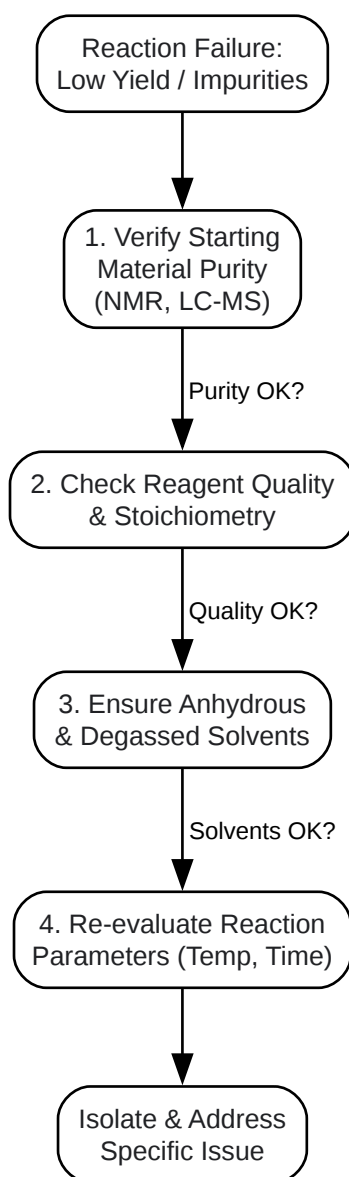 Reaction Failure:
Low Yield / Impurities
1. Verify Starting
Material Purity
(NMR, LC-MS)
Purity OK?
2. Check Reagent Quality
& Stoichiometry
Quality OK?
3. Ensure Anhydrous
& Degassed Solvents
Solvents OK?
4. Re-evaluate Reaction
Parameters (Temp, Time)
Isolate & Address
Specific Issue